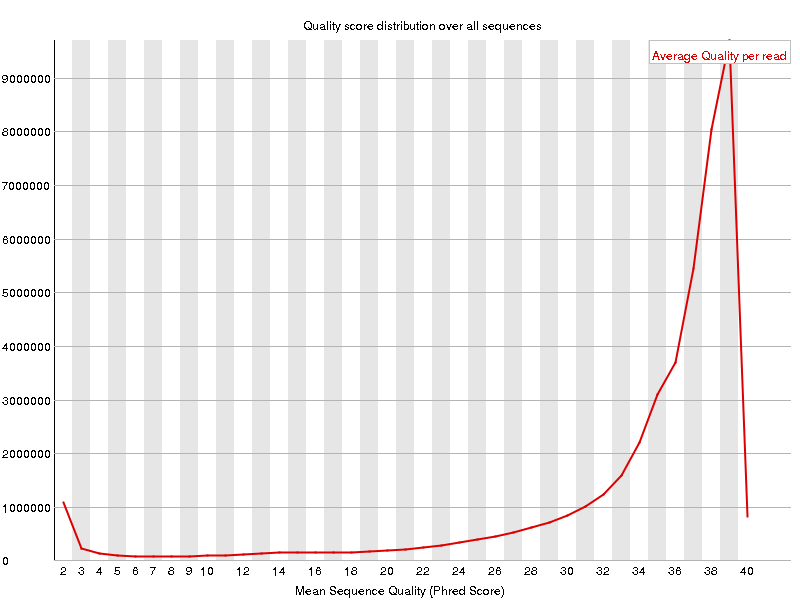 Quality score distribution over all sequences
Average Quality per read
9000000
8000000
7000000
6000000
5000000
4000000
3000000
2000000
1000000
0
2 3 4 5 6 7 8 9 10 12 14 16 18 20 22 24 26 28 30 32 34 36 38 40
Mean Sequence Quality (Phred Score)